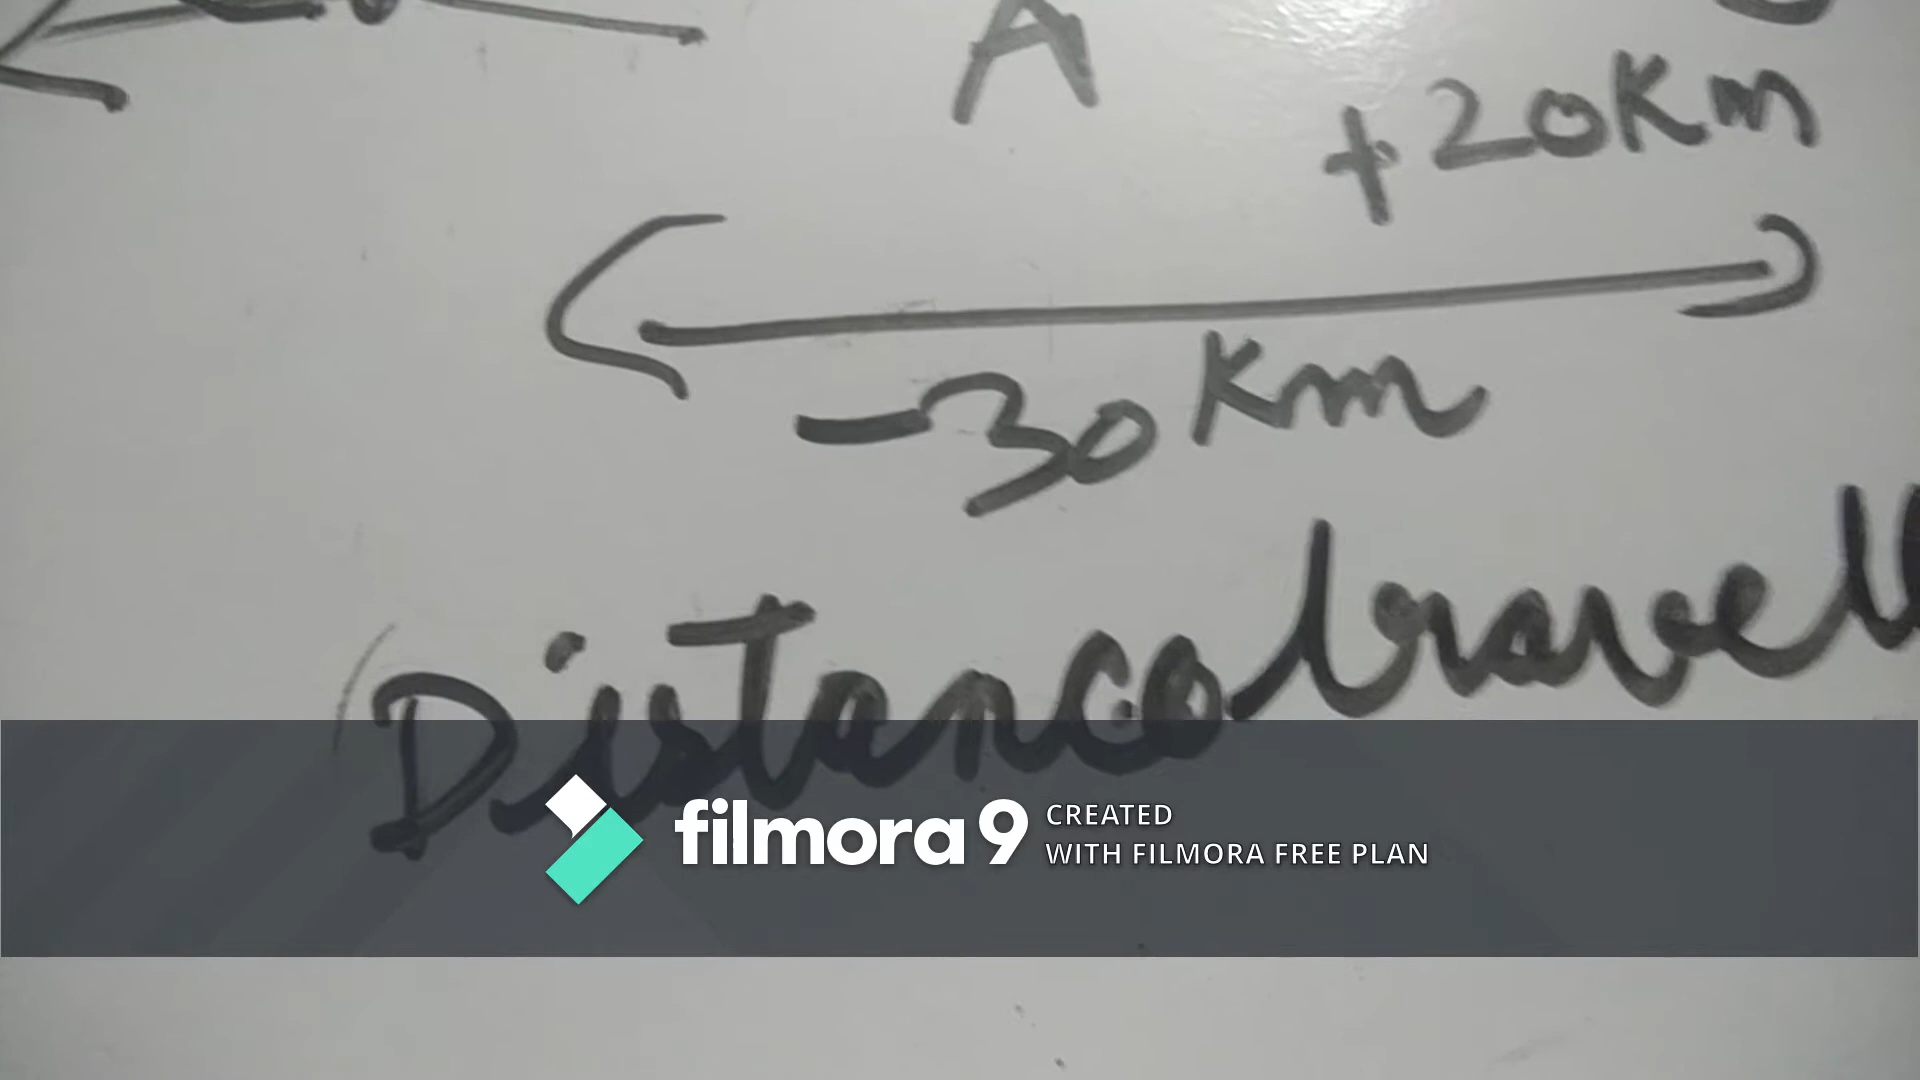 A
+20Km
-30Km
Distance travell
filmora9 CREATED
WITH FILMORA FREE PLAN